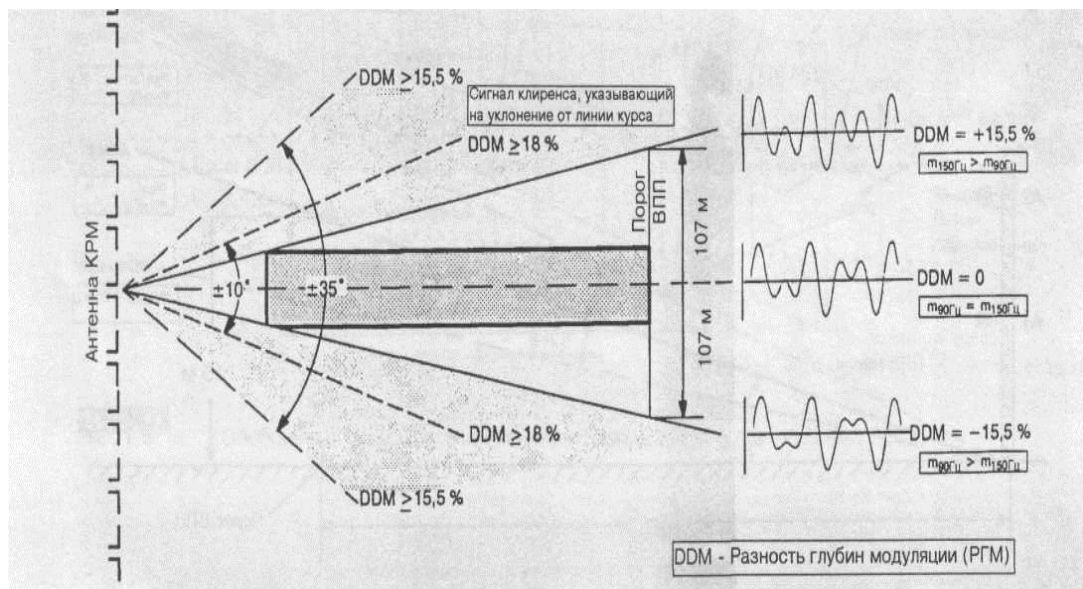 DDM ≥ 15,5 %
Сигнал клиренса, указывающий
на уклонение от линии курса
DDM ≥ 18 %
DDM = +15,5 %
m150Гц > m90Гц
Порог
ВПП
107 м
Антенна КРМ
±10°
±35°
DDM = 0
m90Гц = m150Гц
107 м
DDM ≥ 18 %
DDM = −15,5 %
m90Гц > m150Гц
DDM ≥ 15,5 %
DDM - Разность глубин модуляции (РГМ)